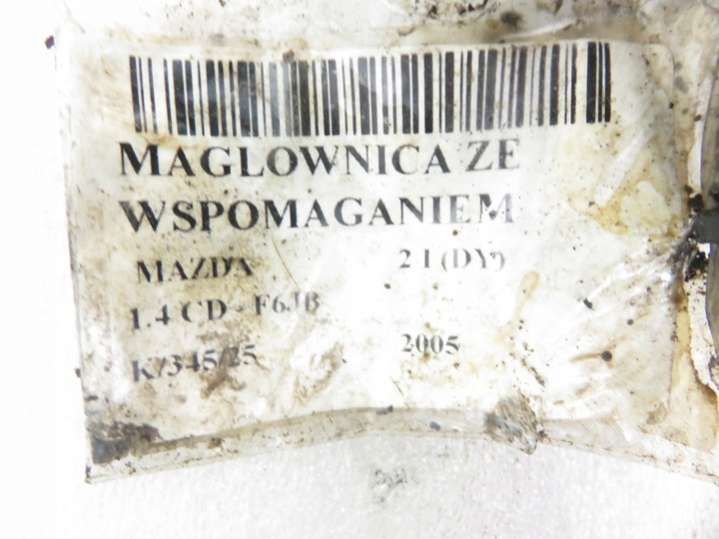 MAGLOWNICA ZE
WSPOMAGANIEM
MAZDA 2 I (DY)
1.4 CD - F6JB
K/345/25 2005